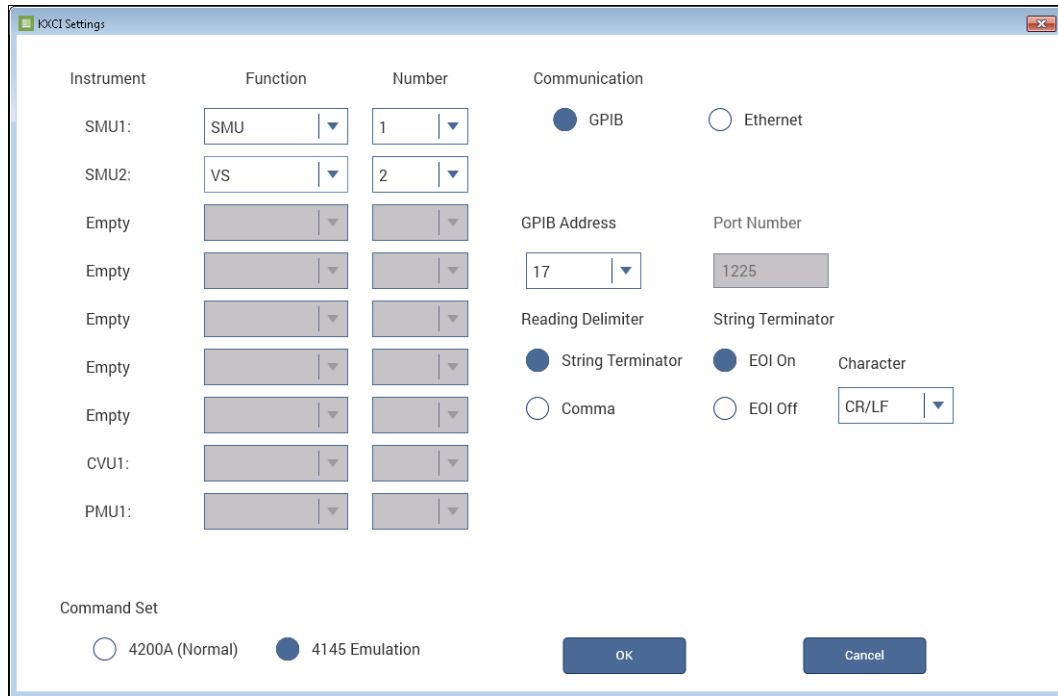 KXCI Settings
Instrument Function Number Communication
SMU1: SMU 1 GPIB Ethernet
SMU2: VS 2
Empty GPIB Address Port Number
Empty 17 1225
Empty Reading Delimiter String Terminator
Empty String Terminator EOI On Character
Empty Comma EOI Off CR/LF
CVU1:
PMU1:
Command Set
4200A (Normal) 4145 Emulation OK Cancel